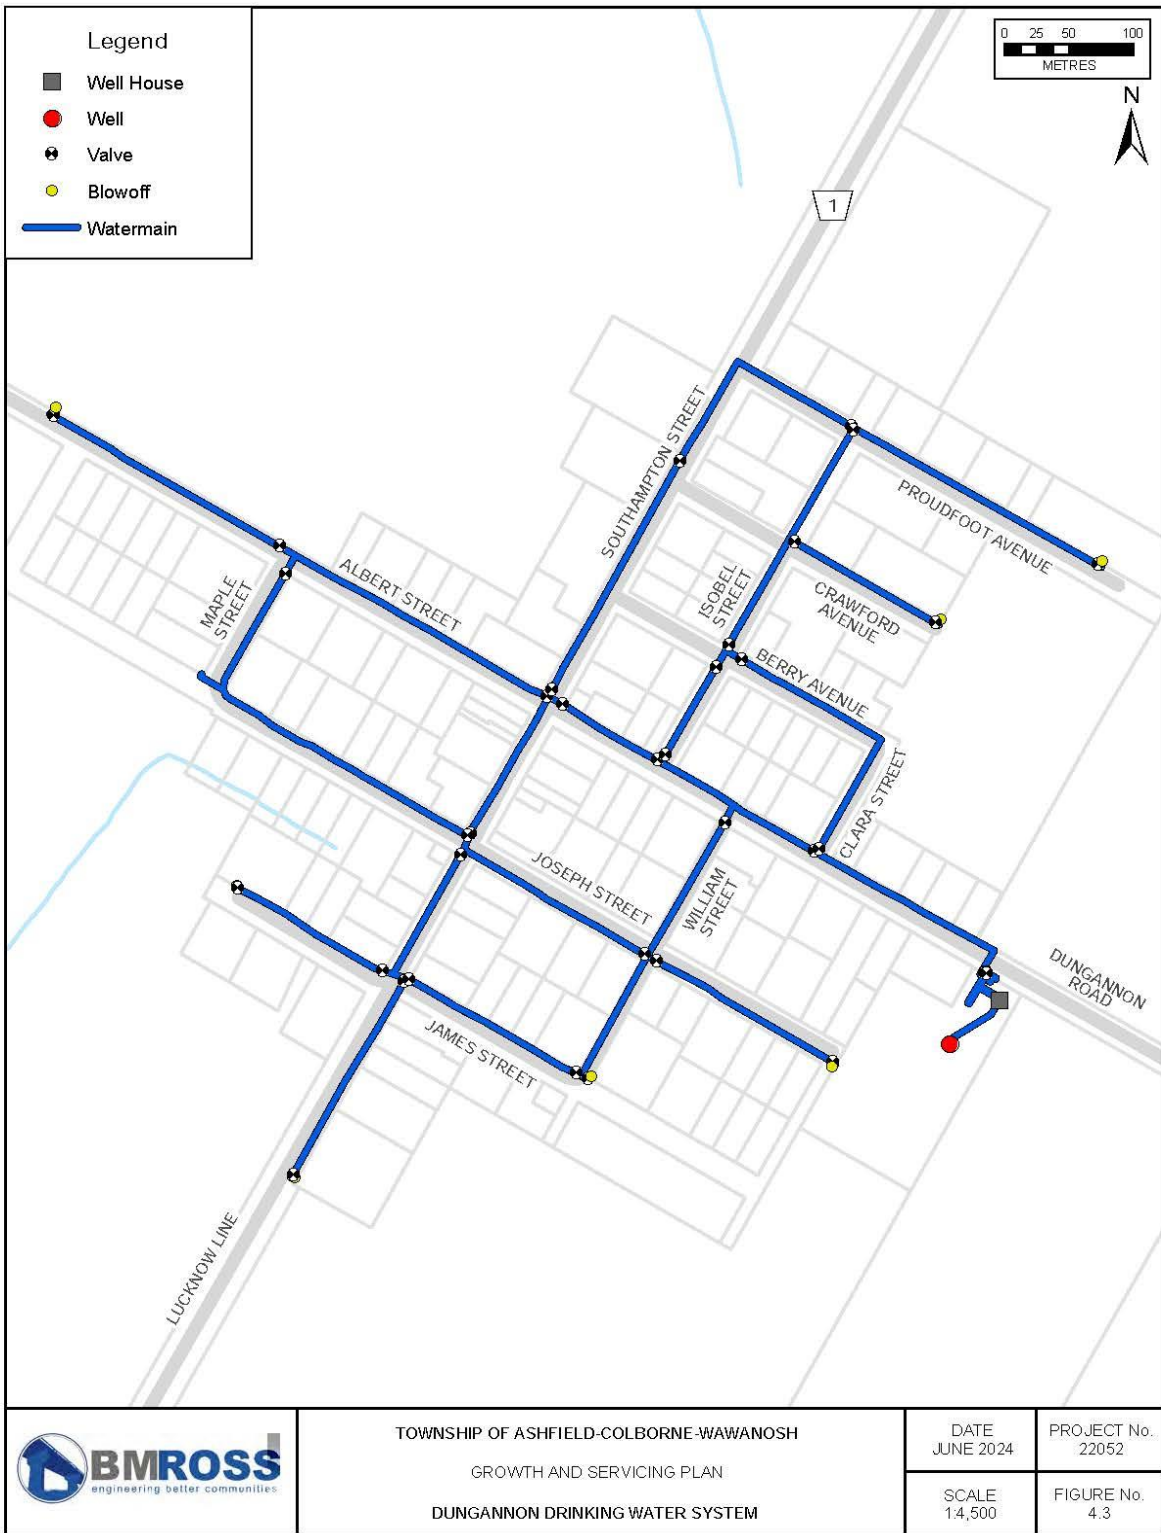 Legend
Well House
Well
Valve
Blowoff
Watermain
0 25 50 100
METRES
N
1
SOUTHAMPTON STREET
PROUDFOOT AVENUE
ALBERT STREET
MAPLE
STREET
ISOBEL
STREET
CRAWFORD
AVENUE
BERRY AVENUE
CLARA STREET
JOSEPH STREET
WILLIAM
STREET
DUNGANNON
ROAD
JAMES STREET
LUCKNOW LINE
BMROSS
engineering better communities
TOWNSHIP OF ASHFIELD-COLBORNE-WAWANOSH
GROWTH AND SERVICING PLAN
DUNGANNON DRINKING WATER SYSTEM
DATE
JUNE 2024
PROJECT No.
22052
SCALE
1:4,500
FIGURE No.
4.3